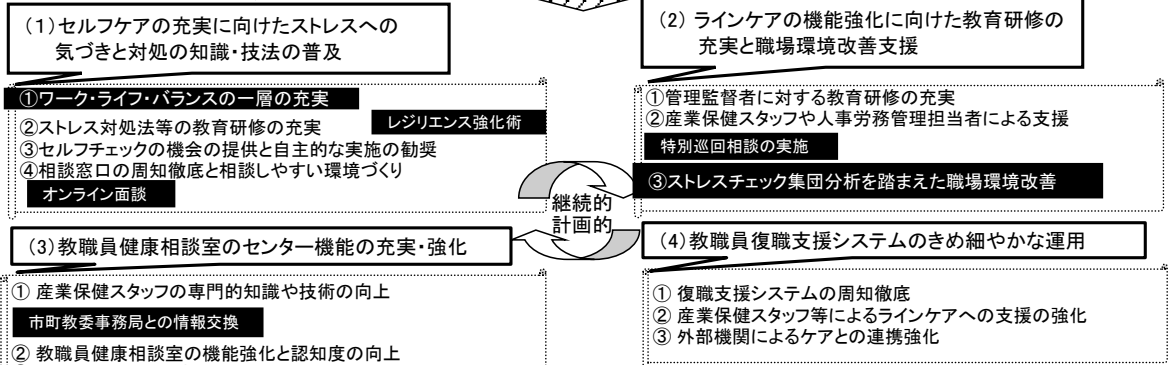 （１）セルフケアの充実に向けたストレスへの
気づきと対処の知識・技法の普及
①ワーク・ライフ・バランスの一層の充実
②ストレス対処法等の教育研修の充実
レジリエンス強化術
③セルフチェックの機会の提供と自主的な実施の勧奨
④相談窓口の周知徹底と相談しやすい環境づくり
オンライン面談
（２）ラインケアの機能強化に向けた教育研修の
充実と職場環境改善支援
①管理監督者に対する教育研修の充実
②産業保健スタッフや人事労務管理担当者による支援
特別巡回相談の実施
③ストレスチェック集団分析を踏まえた職場環境改善
継続的
計画的
（３）教職員健康相談室のセンター機能の充実・強化
① 産業保健スタッフの専門的知識や技術の向上
市町教委事務局との情報交換
② 教職員健康相談室の機能強化と認知度の向上
（４）教職員復職支援システムのきめ細やかな運用
① 復職支援システムの周知徹底
② 産業保健スタッフ等によるラインケアへの支援の強化
③ 外部機関によるケアとの連携強化